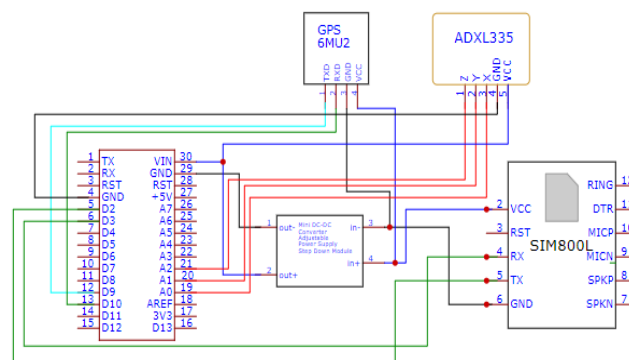 GPS
6MU2
TXD
RXD
GND
VCC
1
2
3
4
ADXL335
Z
Y
X
GND
VCC
1
2
3
4
5
1 TX VIN 30
2 RX GND 29
3 RST RST 28
4 GND +5V 27
5 D2 A7 26
6 D3 A6 25
7 D4 A5 24
8 D5 A4 23
9 D6 A3 22
10 D7 A2 21
11 D8 A1 20
12 D9 A0 19
13 D10 AREF 18
14 D11 3V3 17
15 D12 D13 16
Mini DC-DC
Converter
Adjustable
Power Supply
Step Down Module
1 out- in- 3
2 out+ in+ 4
SIM800L
2 VCC
3 RST
4 RX
5 TX
6 GND
RING
DTR
MICP
MICN 9
SPKP 8
SPKN 7